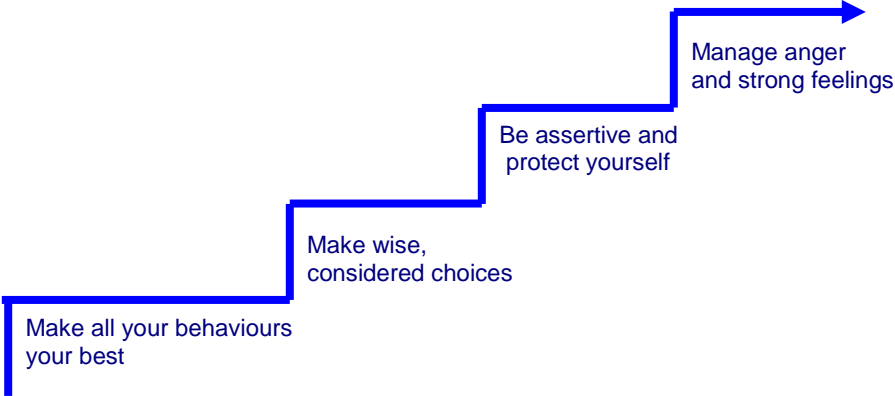 Manage anger
and strong feelings
Be assertive and
protect yourself
Make wise,
considered choices
Make all your behaviours
your best